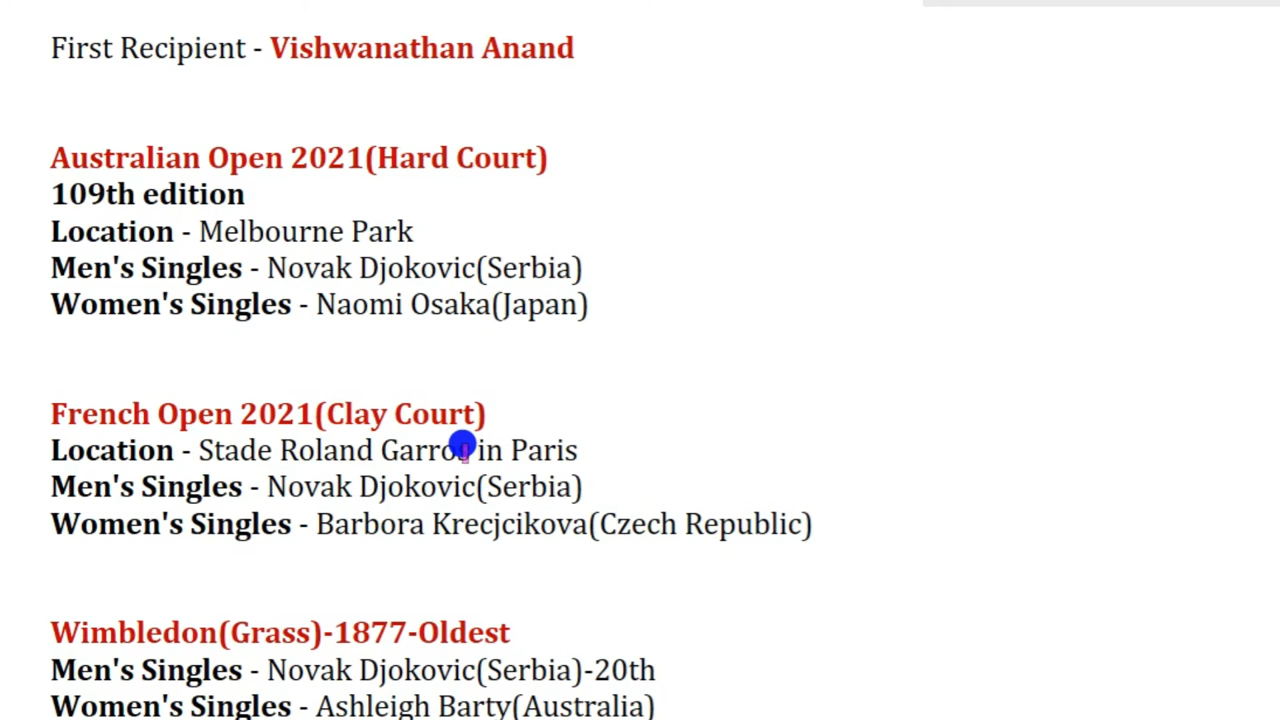 First Recipient - Vishwanathan Anand
Australian Open 2021(Hard Court)
109th edition
Location - Melbourne Park
Men's Singles - Novak Djokovic(Serbia)
Women's Singles - Naomi Osaka(Japan)
French Open 2021(Clay Court)
Location - Stade Roland Garros in Paris
Men's Singles - Novak Djokovic(Serbia)
Women's Singles - Barbora Krecjcikova(Czech Republic)
Wimbledon(Grass)-1877-Oldest
Men's Singles - Novak Djokovic(Serbia)-20th
Women's Singles - Ashleigh Barty(Australia)